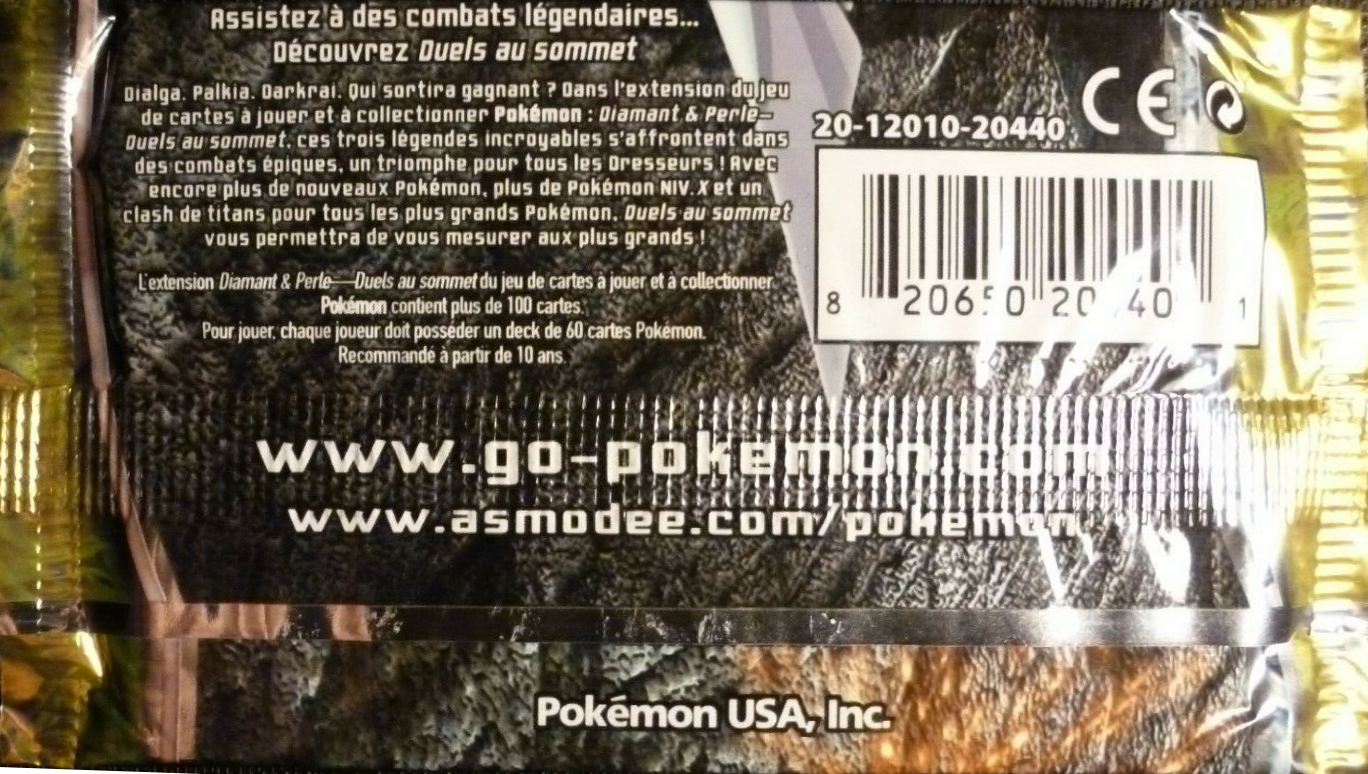 Assistez à des combats légendaires...
Découvrez Duels au sommet
Dialga. Palkia. Darkrai. Qui sortira gagnant ? Dans l'extension du jeu
de cartes à jouer et à collectionner Pokémon : Diamant & Perle—
Duels au sommet, ces trois légendes incroyables s'affrontent dans
des combats épiques, un triomphe pour tous les Dresseurs ! Avec
encore plus de nouveaux Pokémon, plus de Pokémon NIV. X et un
clash de titans pour tous les plus grands Pokémon, Duels au sommet
vous permettra de vous mesurer aux plus grands !
L'extension Diamant & Perle—Duels au sommet du jeu de cartes à jouer et à collectionner
Pokémon contient plus de 100 cartes.
Pour jouer, chaque joueur doit posséder un deck de 60 cartes Pokémon.
Recommandé à partir de 10 ans.
CE
20-12010-20440
8 1
www.go-pokemon.com
www.asmodee.com/pokemon
Pokémon USA, Inc.